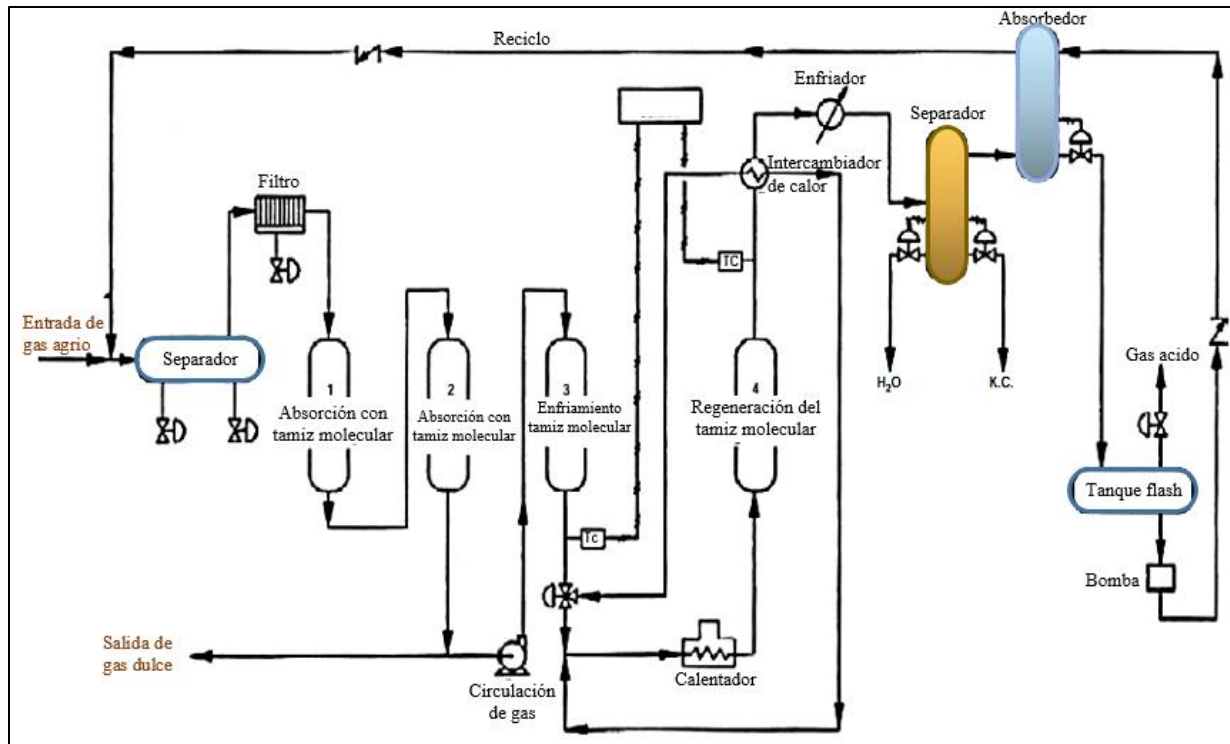 Absorbedor
Reciclo
Enfriador
Separador
Intercambiador
de calor
Filtro
TC
Entrada de
gas agrio
Separador
1
Absorción con
tamiz molecular
2
Absorción con
tamiz molecular
3
Enfriamiento
tamiz molecular
4
Regeneración del
tamiz molecular
H₂O
K.C.
Gas acido
Tanque flash
Tc
Bomba
Salida de
gas dulce
Circulación
de gas
Calentador